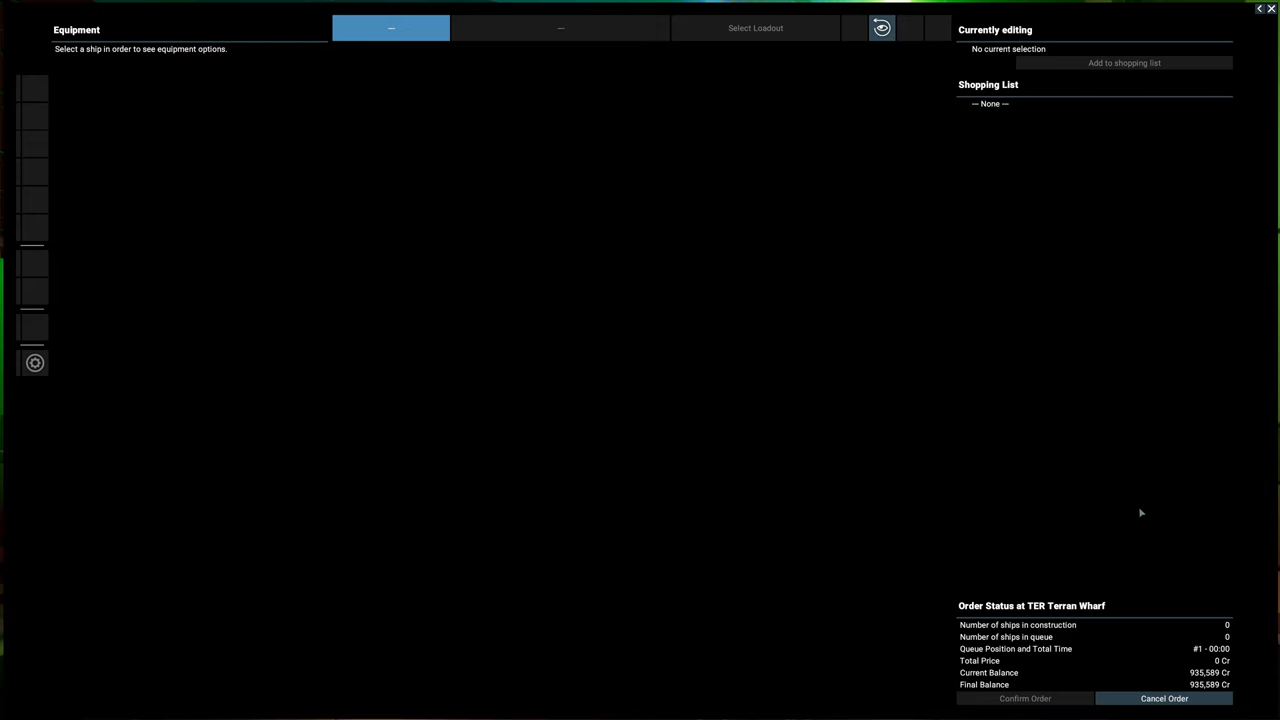 Equipment
Select a ship in order to see equipment options.
—
—
Select Loadout
Currently editing
No current selection
Add to shopping list
Shopping List
— None —
Order Status at TER Terran Wharf
Number of ships in construction 0
Number of ships in queue 0
Queue Position and Total Time #1 - 00:00
Total Price 0 Cr
Current Balance 935,589 Cr
Final Balance 935,589 Cr
Confirm Order
Cancel Order